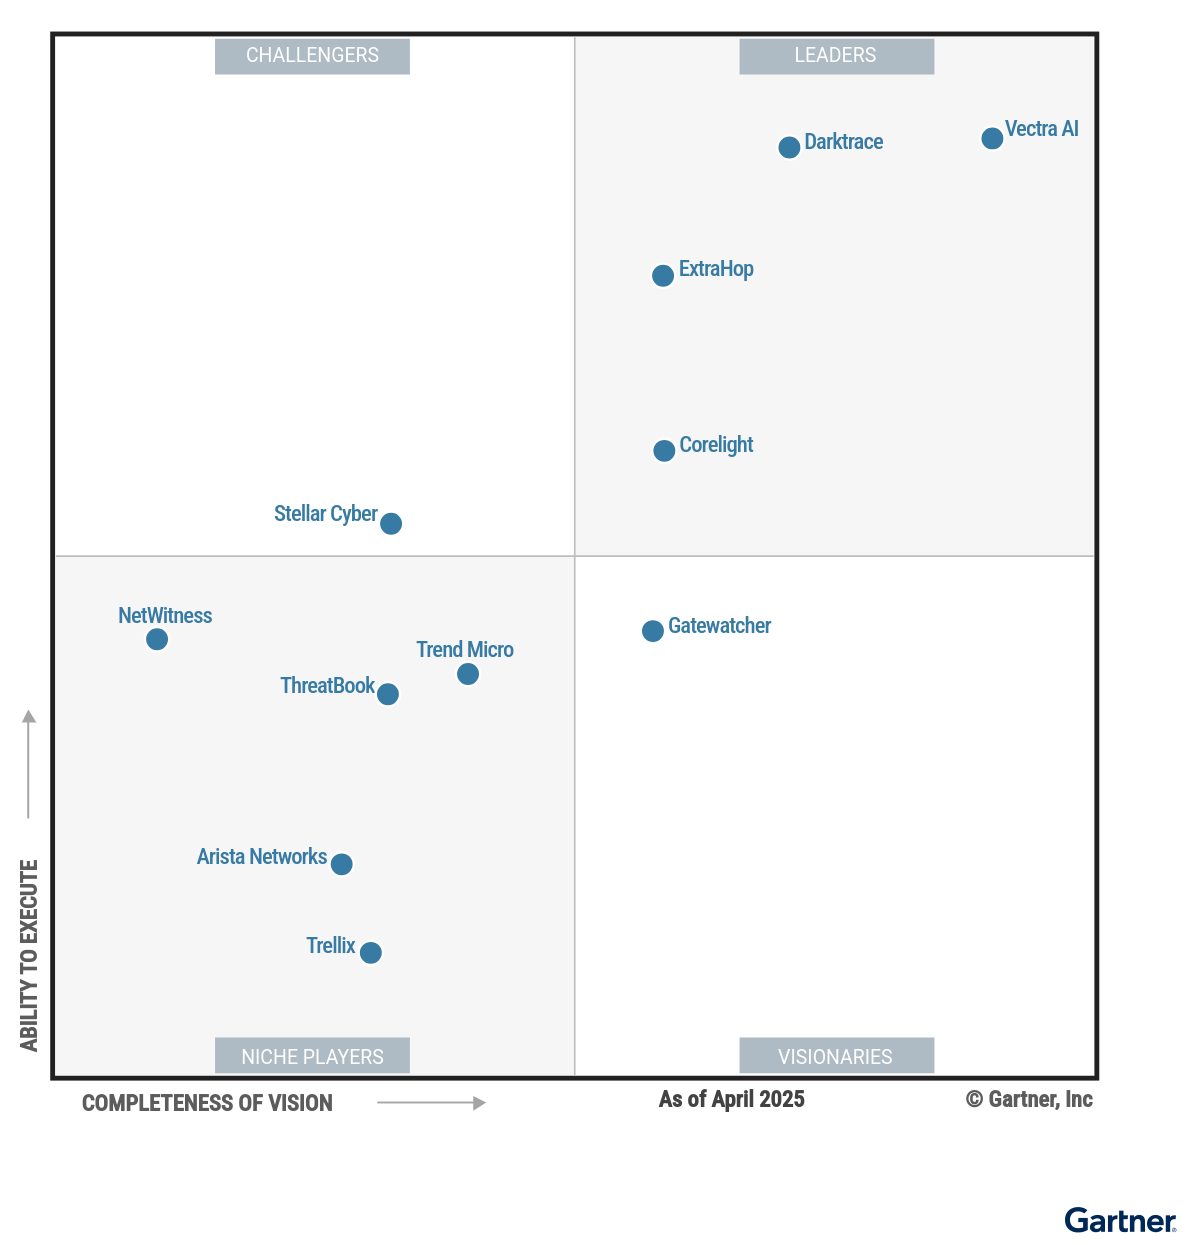 CHALLENGERS
LEADERS
Vectra AI
Darktrace
ExtraHop
Corelight
Stellar Cyber
NetWitness
Gatewatcher
Trend Micro
ThreatBook
Arista Networks
Trellix
ABILITY TO EXECUTE
NICHE PLAYERS
VISIONARIES
COMPLETENESS OF VISION
As of April 2025
© Gartner, Inc
Gartner®